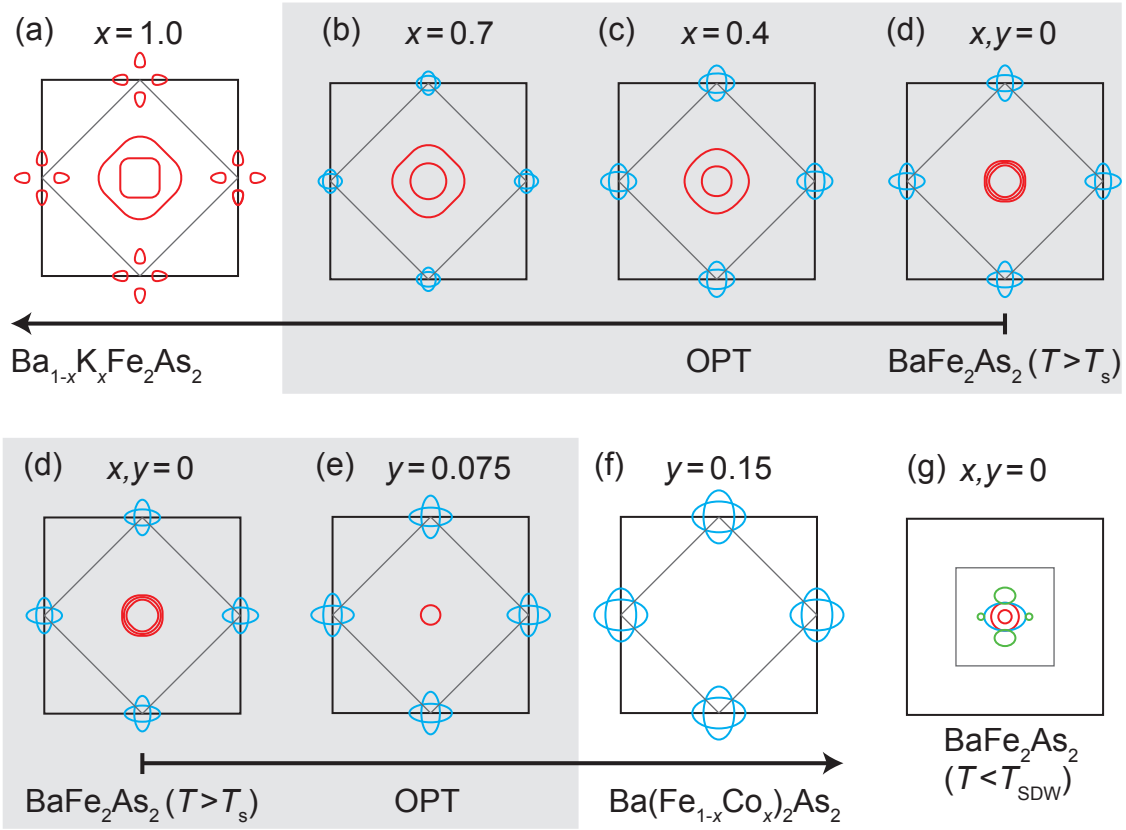 (a) x = 1.0
(b) x = 0.7
(c) x = 0.4
(d) x,y = 0
Ba₁₋ₓKₓFe₂As₂
OPT
BaFe₂As₂ (T > Tₛ)
(d) x,y = 0
(e) y = 0.075
(f) y = 0.15
(g) x,y = 0
BaFe₂As₂ (T > Tₛ)
OPT
Ba(Fe₁₋ₓCoₓ)₂As₂
BaFe₂As₂
(T < T_SDW)